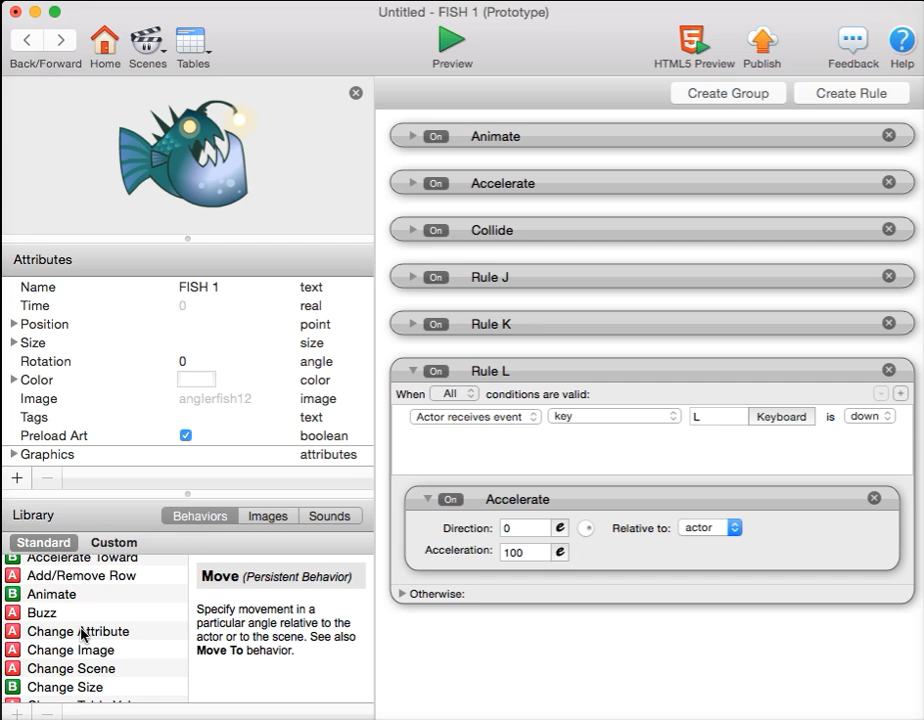 Untitled - FISH 1 (Prototype)
Back/Forward Home Scenes Tables Preview HTML5 Preview Publish Feedback Help
Create Group Create Rule
On Animate
On Accelerate
On Collide
On Rule J
On Rule K
On Rule L
When All conditions are valid:
Actor receives event key L Keyboard is down
On Accelerate
Direction: 0 e Relative to: actor
Acceleration: 100 e
Otherwise:
Attributes
Name FISH 1 text
Time 0 real
Position point
Size size
Rotation 0 angle
Color color
Image anglerfish12 image
Tags text
Preload Art boolean
Graphics attributes
Library Behaviors Images Sounds
Standard Custom
B Accelerate Toward
A Add/Remove Row
B Animate
A Buzz
A Change Attribute
A Change Image
A Change Scene
B Change Size
Move (Persistent Behavior)
Specify movement in a
particular angle relative to the
actor or to the scene. See also
Move To behavior.